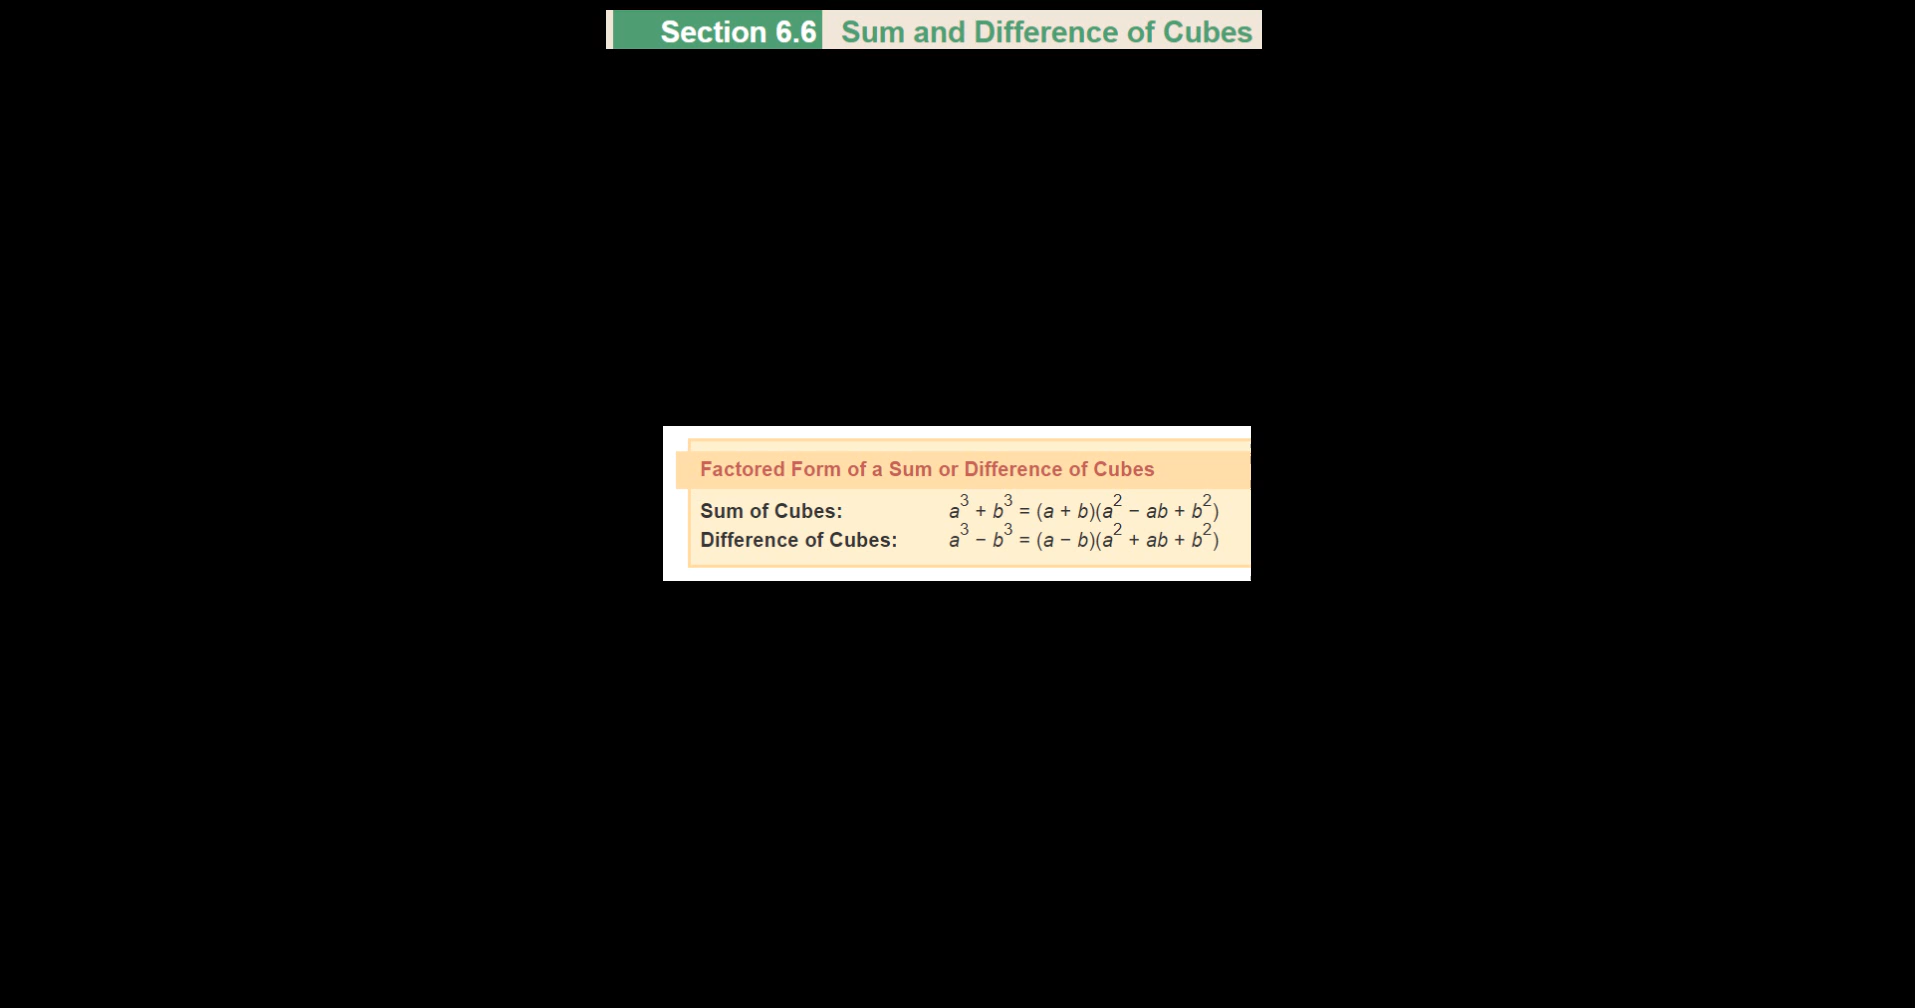 Section 6.6 Sum and Difference of Cubes
Factored Form of a Sum or Difference of Cubes
Sum of Cubes: a³ + b³ = (a + b)(a² − ab + b²)
Difference of Cubes: a³ − b³ = (a − b)(a² + ab + b²)